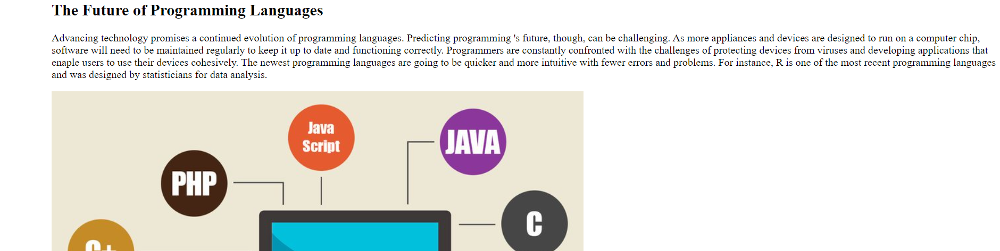 The Future of Programming Languages
Advancing technology promises a continued evolution of programming languages. Predicting programming 's future, though, can be challenging. As more appliances and devices are designed to run on a computer chip,
software will need to be maintained regularly to keep it up to date and functioning correctly. Programmers are constantly confronted with the challenges of protecting devices from viruses and developing applications that
enaple users to use their devices cohesively. The newest programming languages are going to be quicker and more intuitive with fewer errors and problems. For instance, R is one of the most recent programming languages
and was designed by statisticians for data analysis.
Java
Script
JAVA
PHP
C